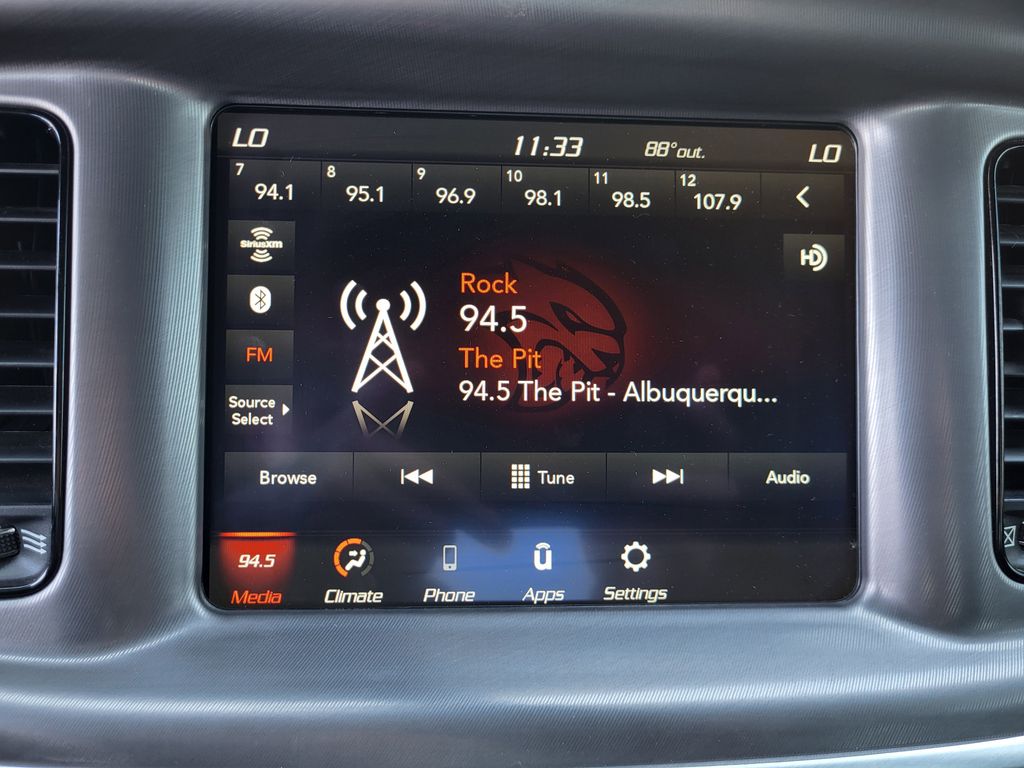 LO 11:33 88° out. LO
7 94.1 8 95.1 9 96.9 10 98.1 11 98.5 12 107.9
SiriusXM
HD
Rock
94.5
FM
The Pit
94.5 The Pit - Albuquerqu...
Source
Select
Browse Tune Audio
94.5
Media Climate Phone Apps Settings